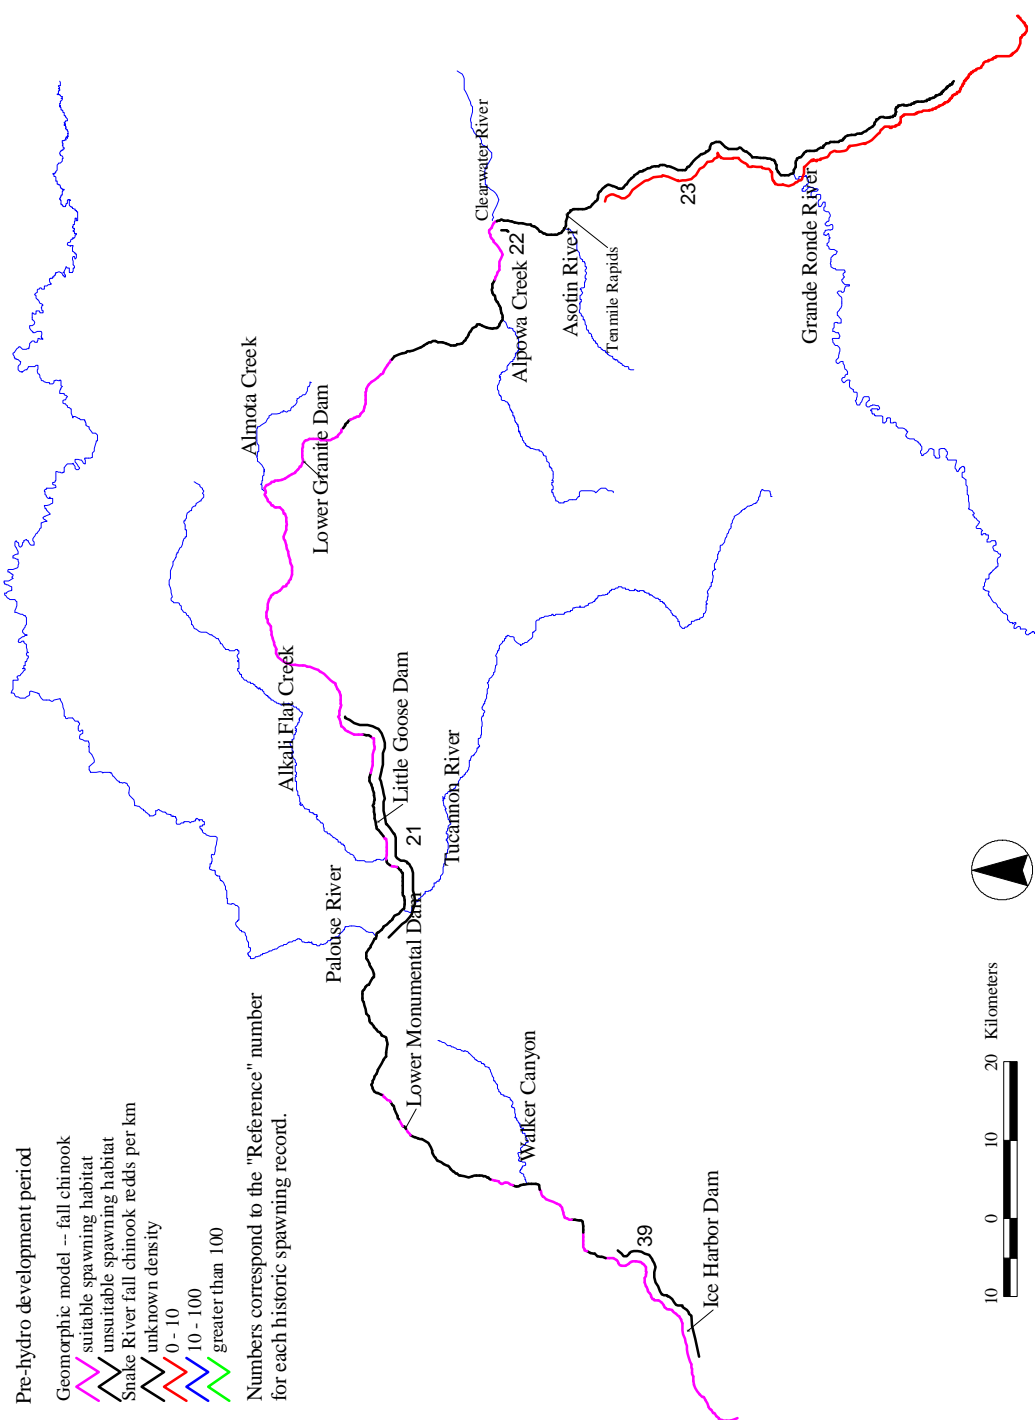 Pre-hydro development period
Geomorphic model -- fall chinook
suitable spawning habitat
unsuitable spawning habitat
Snake River fall chinook redds per km
unknown density
0 - 10
10 - 100
greater than 100
Numbers correspond to the "Reference" number
for each historic spawning record.
Palouse River
Alkali Flat Creek
Almota Creek
Lower Granite Dam
Clearwater River
22
Alpowa Creek
Asotin River
Tenmile Rapids
23
Grande Ronde River
Little Goose Dam
21
Tucannon River
Lower Monumental Dam
Walker Canyon
39
Ice Harbor Dam
10 0 10 20 Kilometers